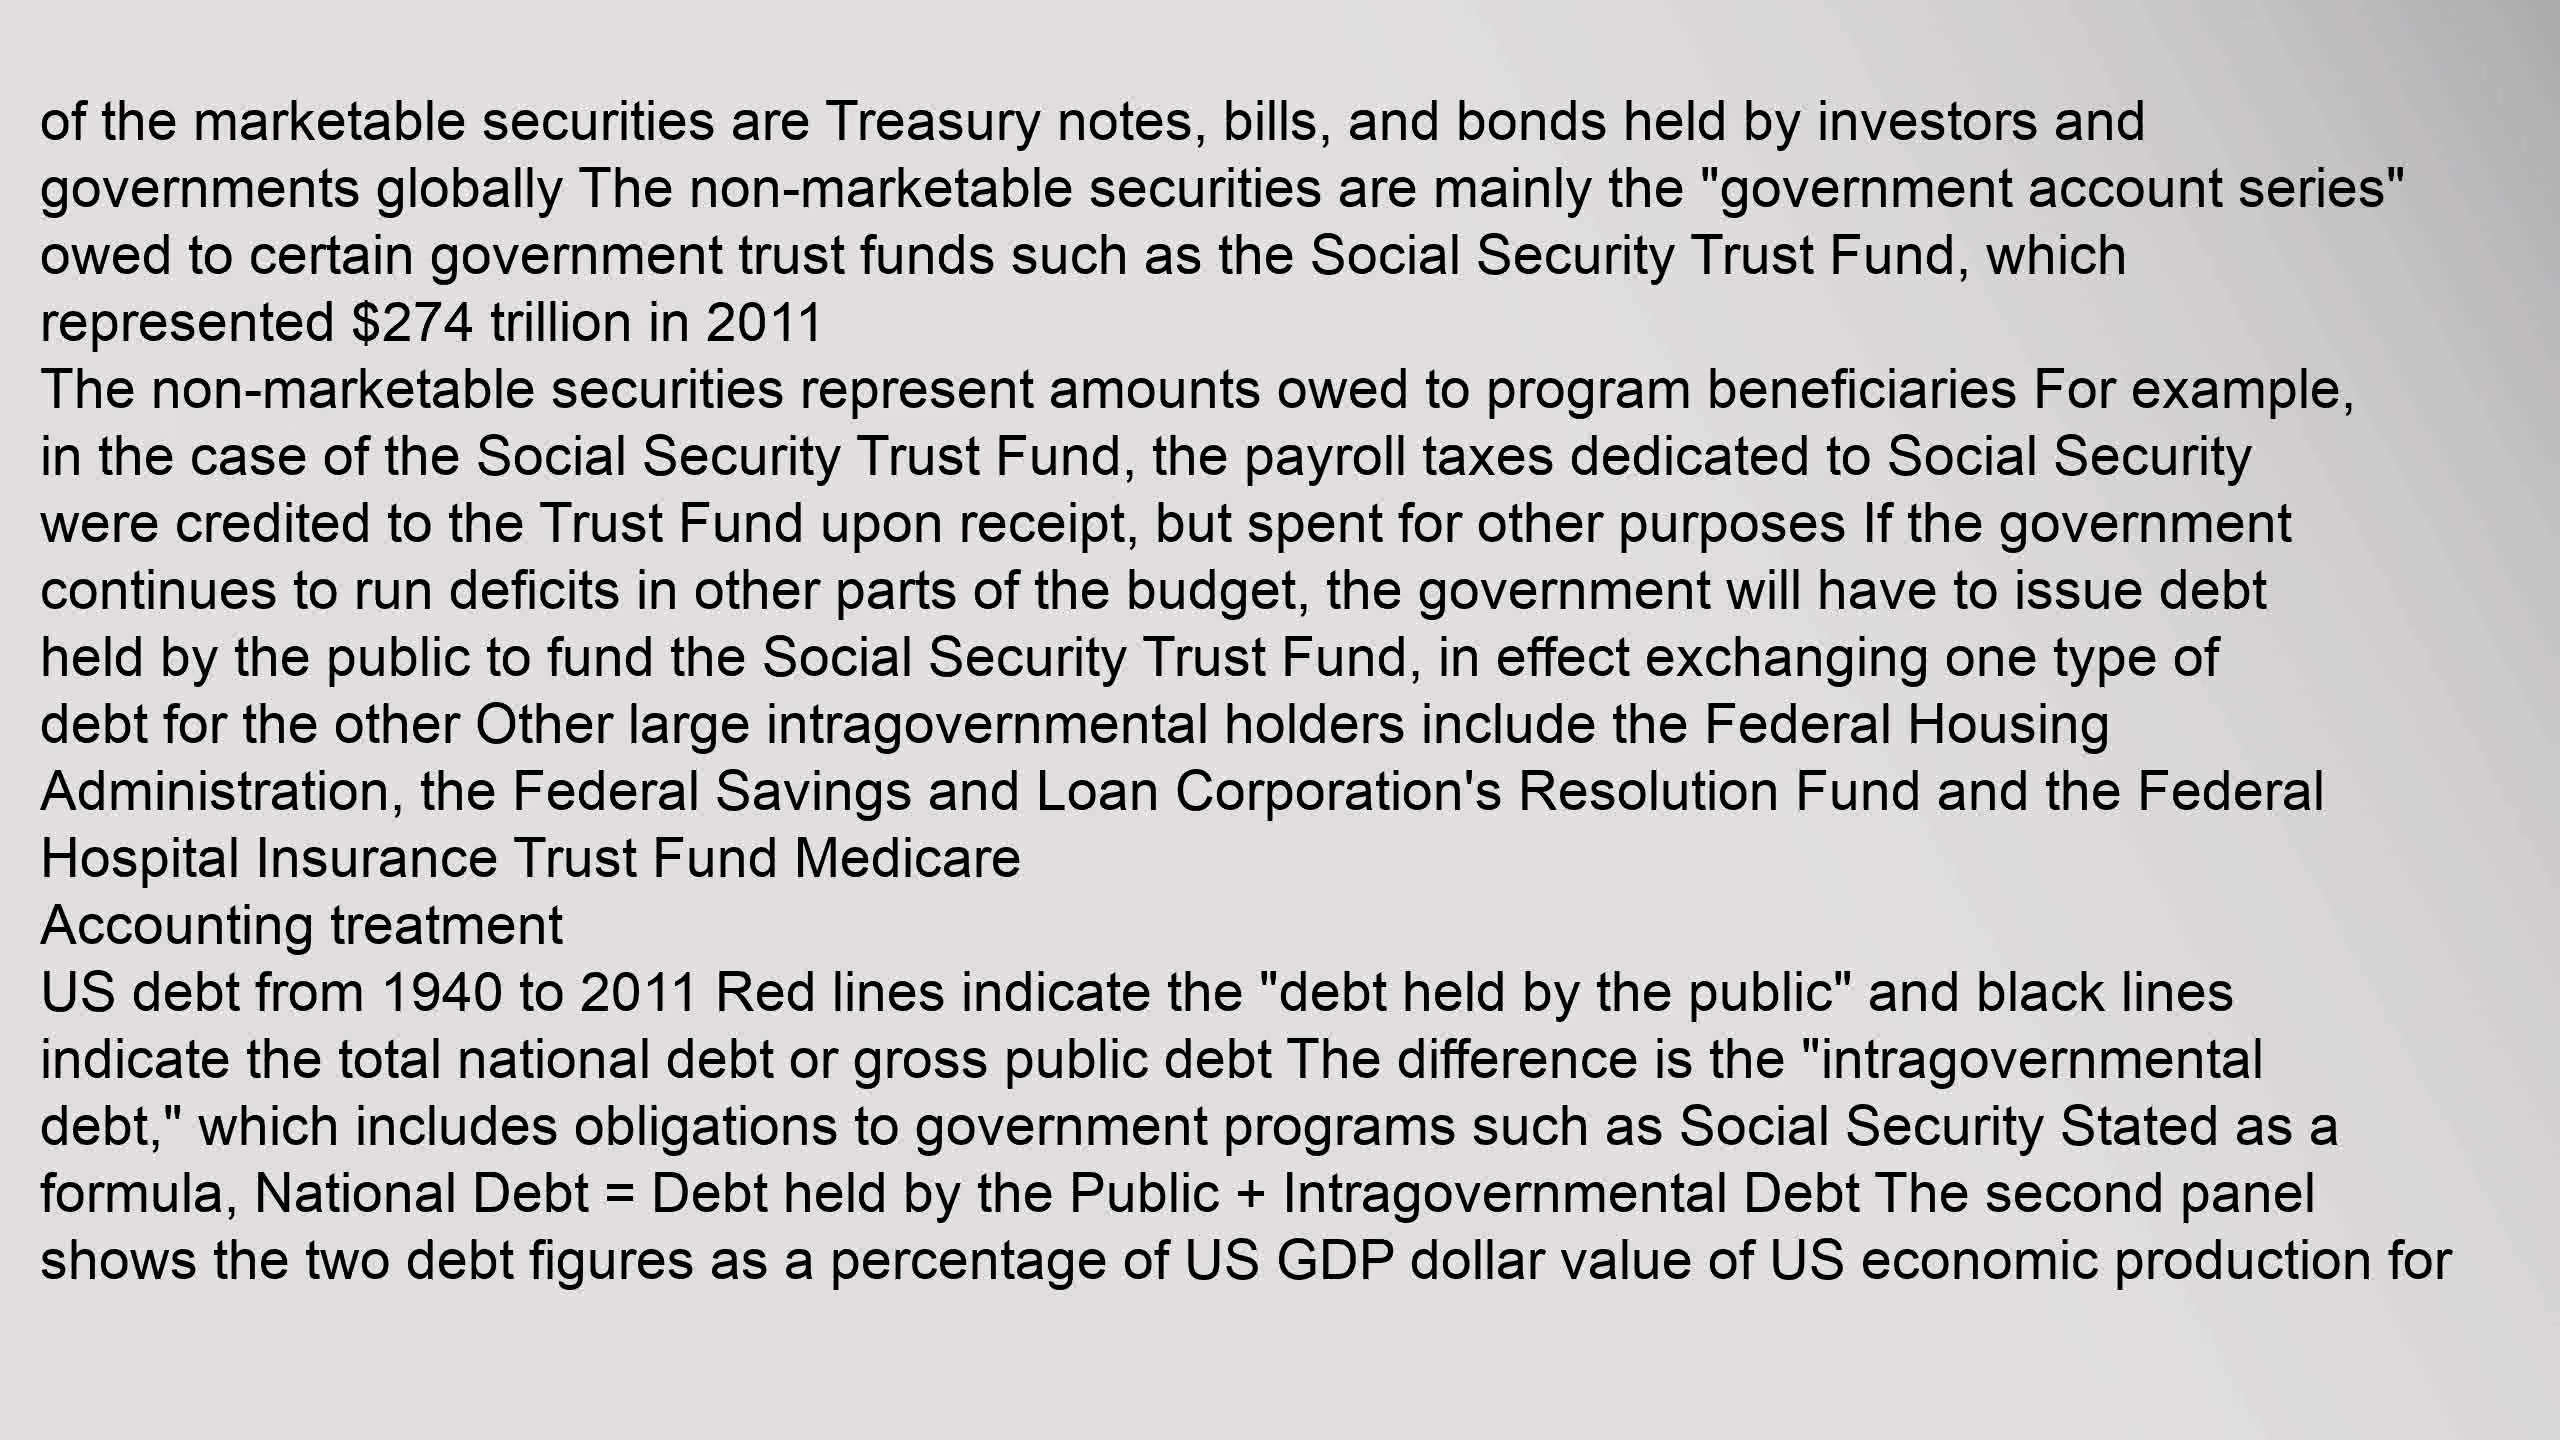 of the marketable securities are Treasury notes, bills, and bonds held by investors and
governments globally The non-marketable securities are mainly the "government account series"
owed to certain government trust funds such as the Social Security Trust Fund, which
represented $274 trillion in 2011
The non-marketable securities represent amounts owed to program beneficiaries For example,
in the case of the Social Security Trust Fund, the payroll taxes dedicated to Social Security
were credited to the Trust Fund upon receipt, but spent for other purposes If the government
continues to run deficits in other parts of the budget, the government will have to issue debt
held by the public to fund the Social Security Trust Fund, in effect exchanging one type of
debt for the other Other large intragovernmental holders include the Federal Housing
Administration, the Federal Savings and Loan Corporation's Resolution Fund and the Federal
Hospital Insurance Trust Fund Medicare
Accounting treatment
US debt from 1940 to 2011 Red lines indicate the "debt held by the public" and black lines
indicate the total national debt or gross public debt The difference is the "intragovernmental
debt," which includes obligations to government programs such as Social Security Stated as a
formula, National Debt = Debt held by the Public + Intragovernmental Debt The second panel
shows the two debt figures as a percentage of US GDP dollar value of US economic production for